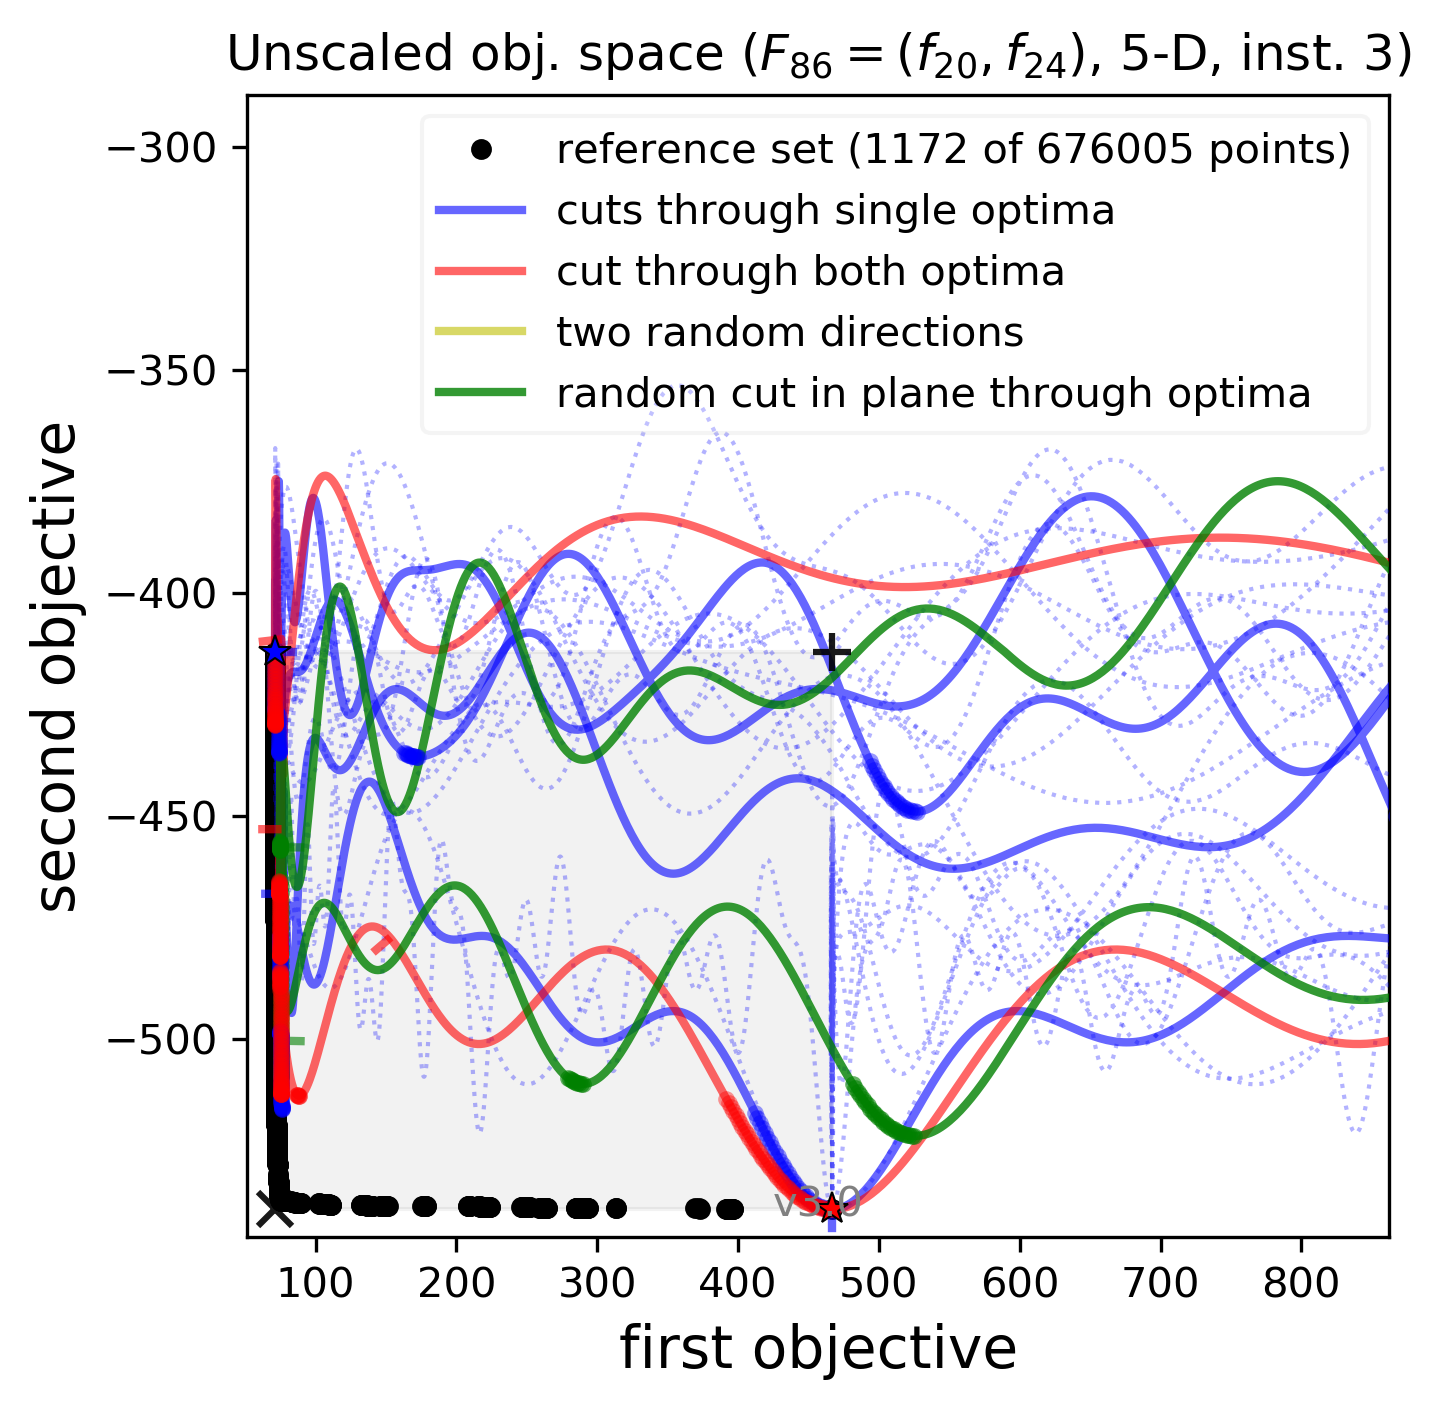 Unscaled obj. space (F₈₆ = (f₂₀, f₂₄), 5-D, inst. 3)
reference set (1172 of 676005 points)
cuts through single optima
cut through both optima
two random directions
random cut in plane through optima
second objective
−300
−350
−400
−450
−500
v3.0
100 200 300 400 500 600 700 800
first objective